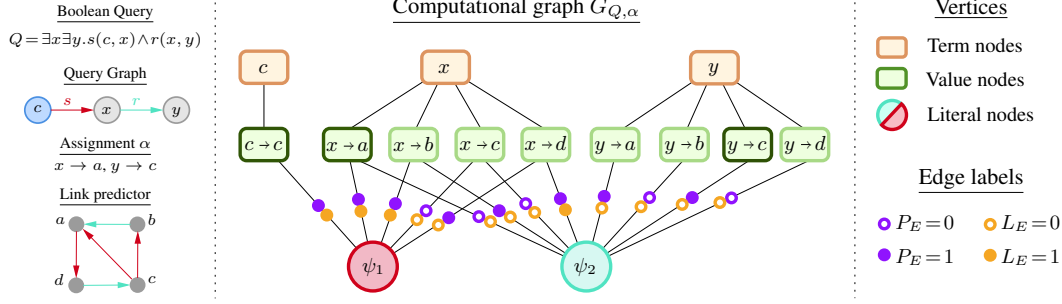 Boolean Query
Q = ∃x∃y.s(c, x) ∧ r(x, y)
Query Graph
c s x r y
Assignment α
x → a, y → c
Link predictor
a b
d c
Computational graph G_{Q,α}
c x y
c → c x → a x → b x → c x → d y → a y → b y → c y → d
ψ₁ ψ₂
Vertices
Term nodes
Value nodes
Literal nodes
Edge labels
P_E = 0 L_E = 0
P_E = 1 L_E = 1